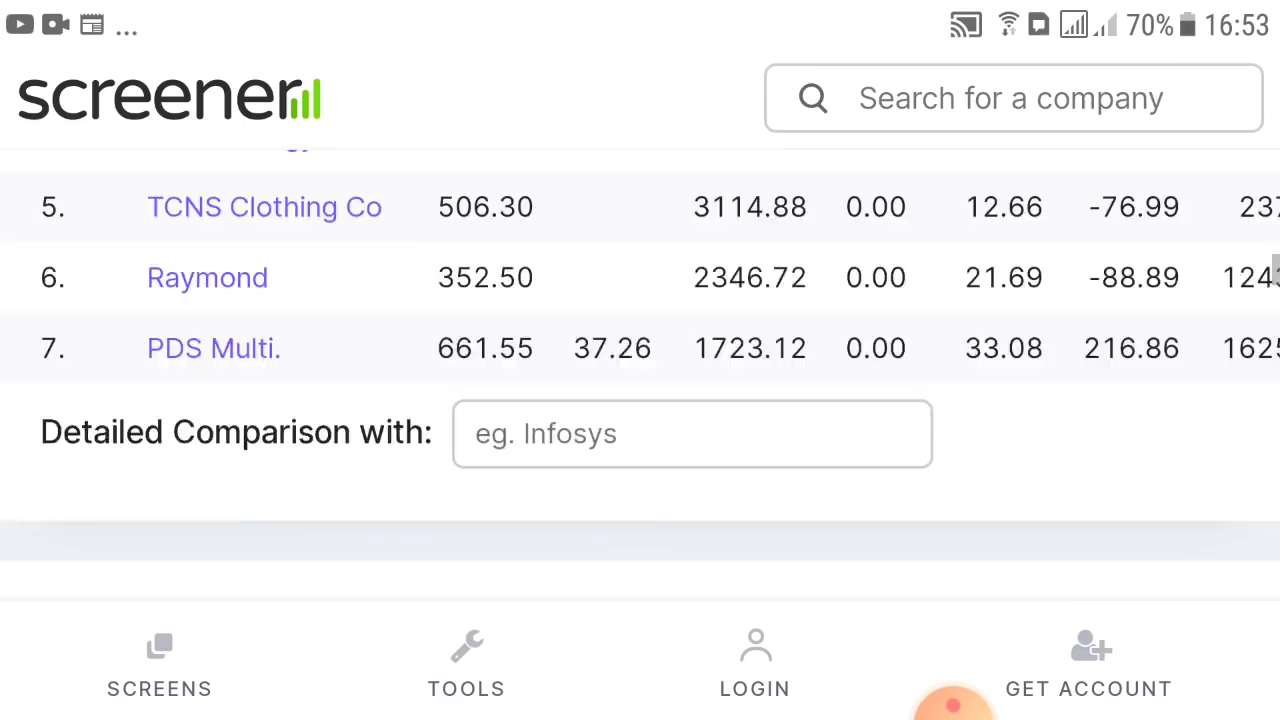 ... 70% 16:53
screener Search for a company
5. TCNS Clothing Co 506.30 3114.88 0.00 12.66 -76.99 237
6. Raymond 352.50 2346.72 0.00 21.69 -88.89 1243
7. PDS Multi. 661.55 37.26 1723.12 0.00 33.08 216.86 1625
Detailed Comparison with: eg. Infosys
SCREENS TOOLS LOGIN GET ACCOUNT